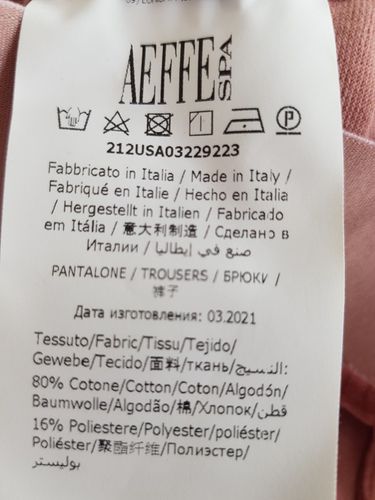 AEFFE SPA
212USA03229223
Fabbricato in Italia / Made in Italy /
Fabriqué en Italie / Hecho en Italia
/ Hergestellt in Italien / Fabricado
em Itália / 意大利制造 / Сделано в
Италии / صنع في إيطاليا
PANTALONE / TROUSERS / БРЮКИ /
裤子
Дата изготовления: 03.2021
Tessuto/Fabric/Tissu/Tejido/
Gewebe/Tecido/面料/ткань/النسيج:
80% Cotone/Cotton/Coton/Algodón/
Baumwolle/Algodão/棉/Хлопок/قطن
16% Poliestere/Polyester/poliéster/
Poliéster/聚酯纤维/Полиэстер/
بوليستر